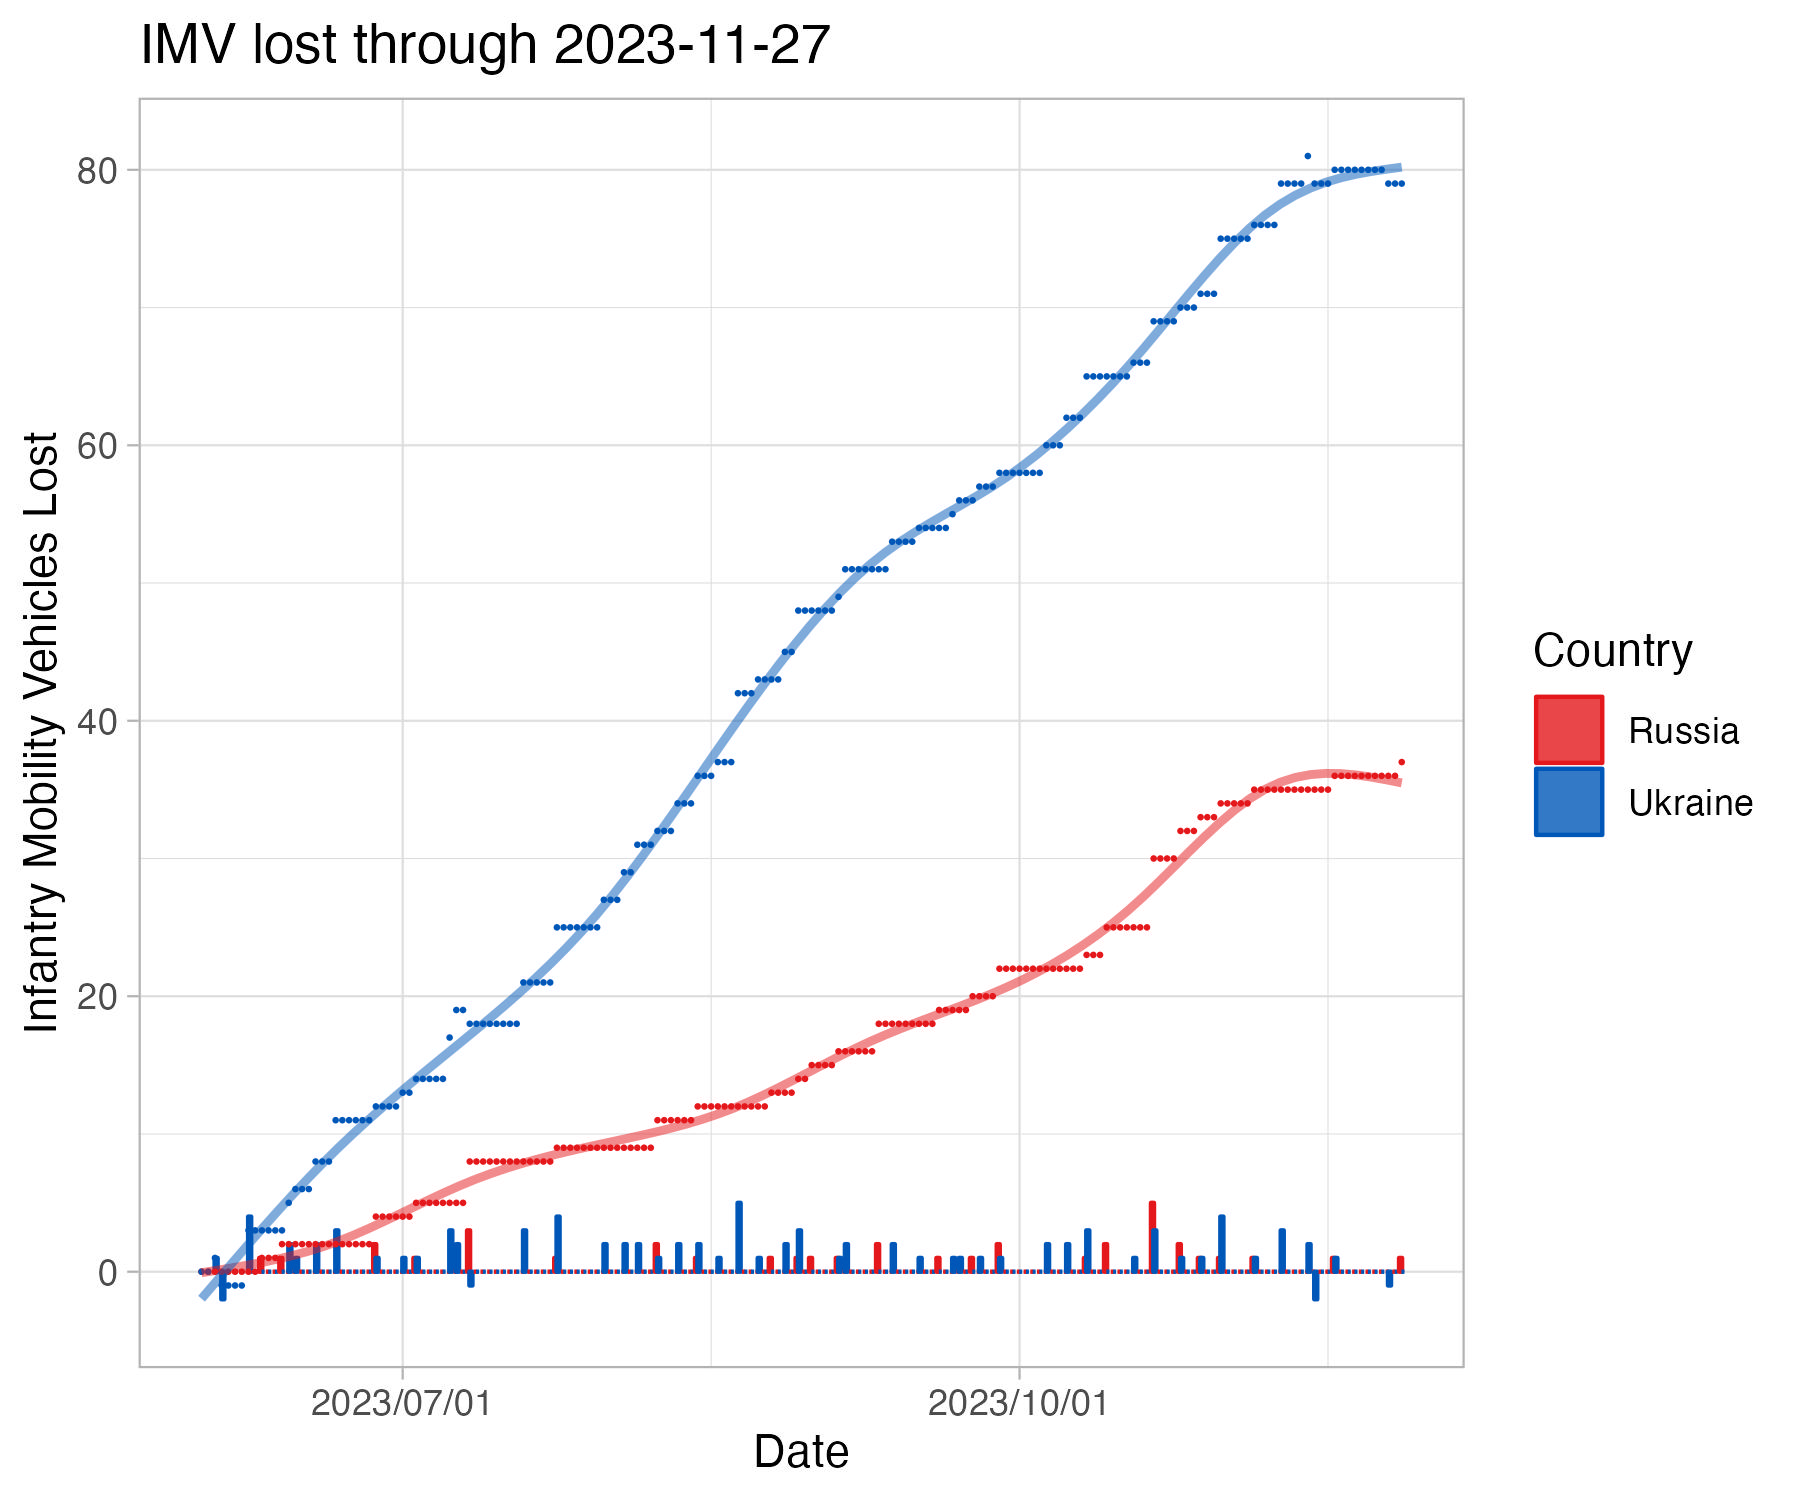 IMV lost through 2023-11-27
Infantry Mobility Vehicles Lost
80
60
40
20
0
2023/07/01
2023/10/01
Date
Country
Russia
Ukraine